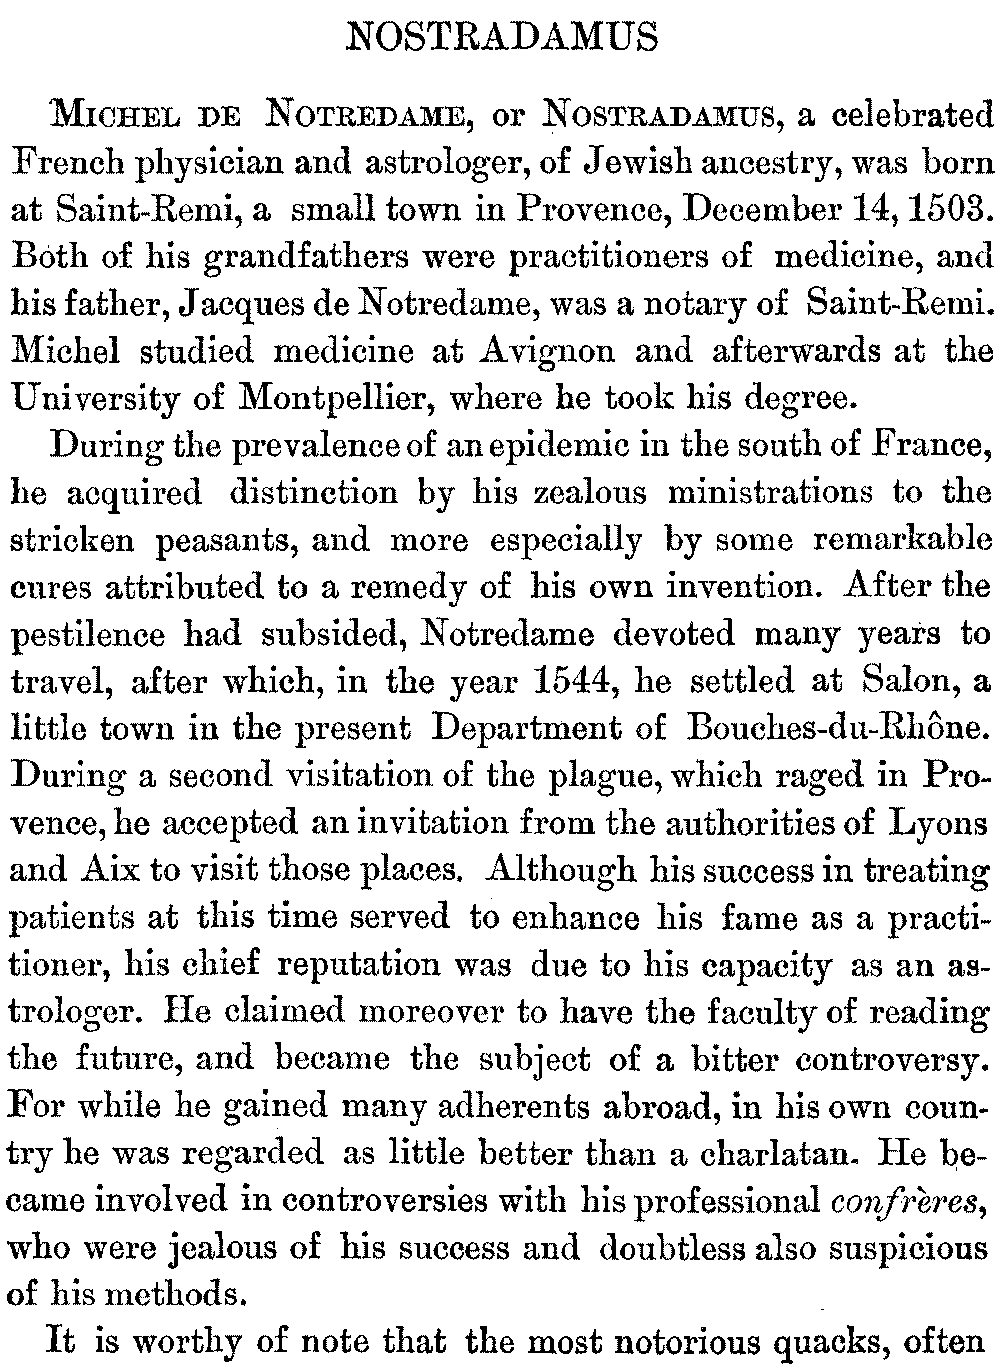 NOSTRADAMUS
Michel de Notredame, or Nostradamus, a celebrated
French physician and astrologer, of Jewish ancestry, was born
at Saint-Remi, a small town in Provence, December 14, 1503.
Both of his grandfathers were practitioners of medicine, and
his father, Jacques de Notredame, was a notary of Saint-Remi.
Michel studied medicine at Avignon and afterwards at the
University of Montpellier, where he took his degree.
During the prevalence of an epidemic in the south of France,
he acquired distinction by his zealous ministrations to the
stricken peasants, and more especially by some remarkable
cures attributed to a remedy of his own invention. After the
pestilence had subsided, Notredame devoted many years to
travel, after which, in the year 1544, he settled at Salon, a
little town in the present Department of Bouches-du-Rhône.
During a second visitation of the plague, which raged in Pro-
vence, he accepted an invitation from the authorities of Lyons
and Aix to visit those places. Although his success in treating
patients at this time served to enhance his fame as a practi-
tioner, his chief reputation was due to his capacity as an as-
trologer. He claimed moreover to have the faculty of reading
the future, and became the subject of a bitter controversy.
For while he gained many adherents abroad, in his own coun-
try he was regarded as little better than a charlatan. He be-
came involved in controversies with his professional confrères,
who were jealous of his success and doubtless also suspicious
of his methods.
It is worthy of note that the most notorious quacks, often